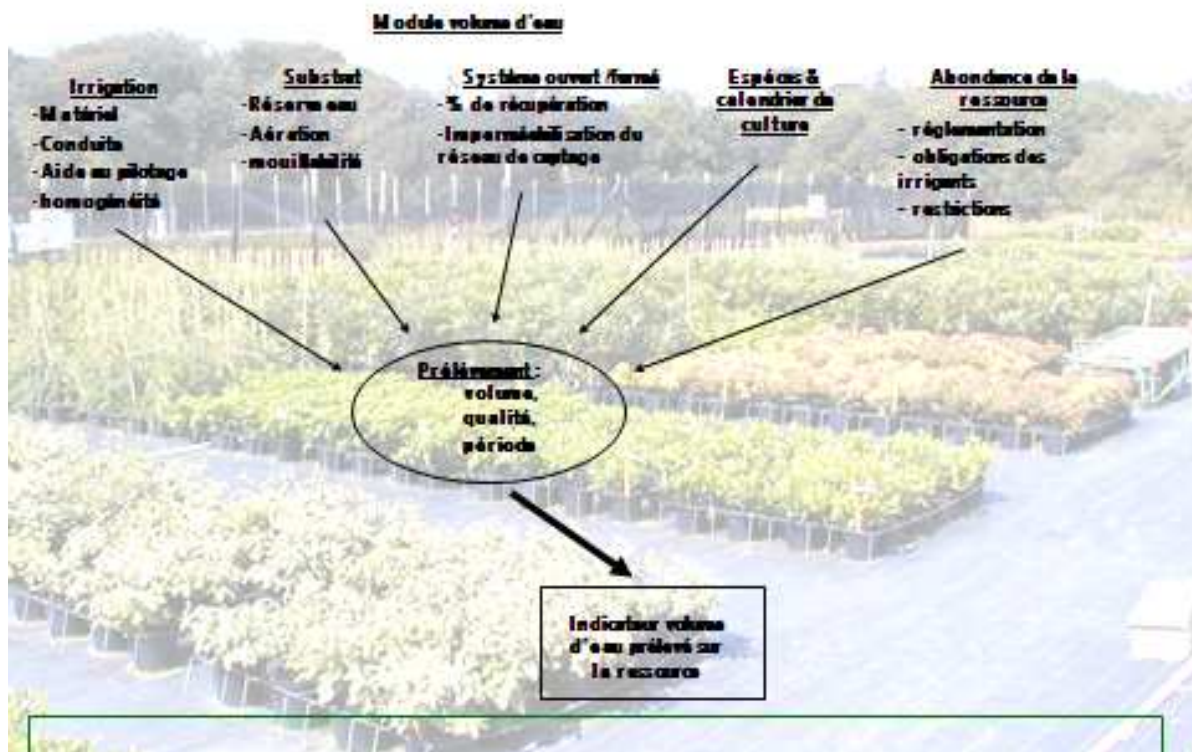 Module volume d'eau
Irrigation
-Matériel
-Conduite
-Aide au pilotage
-homogénéité
Substrat
-Réserve eau
-Aération
-mouillabilité
Système ouvert /fermé
-% de récupération
-Imperméabilisation du
réseau de captage
Espèces &
calendrier de
culture
Abondance de la
ressource
- réglementation
- obligations des
irrigants
- restrictions
Prélèvement :
volume,
qualité,
période
Indicateur volume
d'eau prélevé sur
la ressource